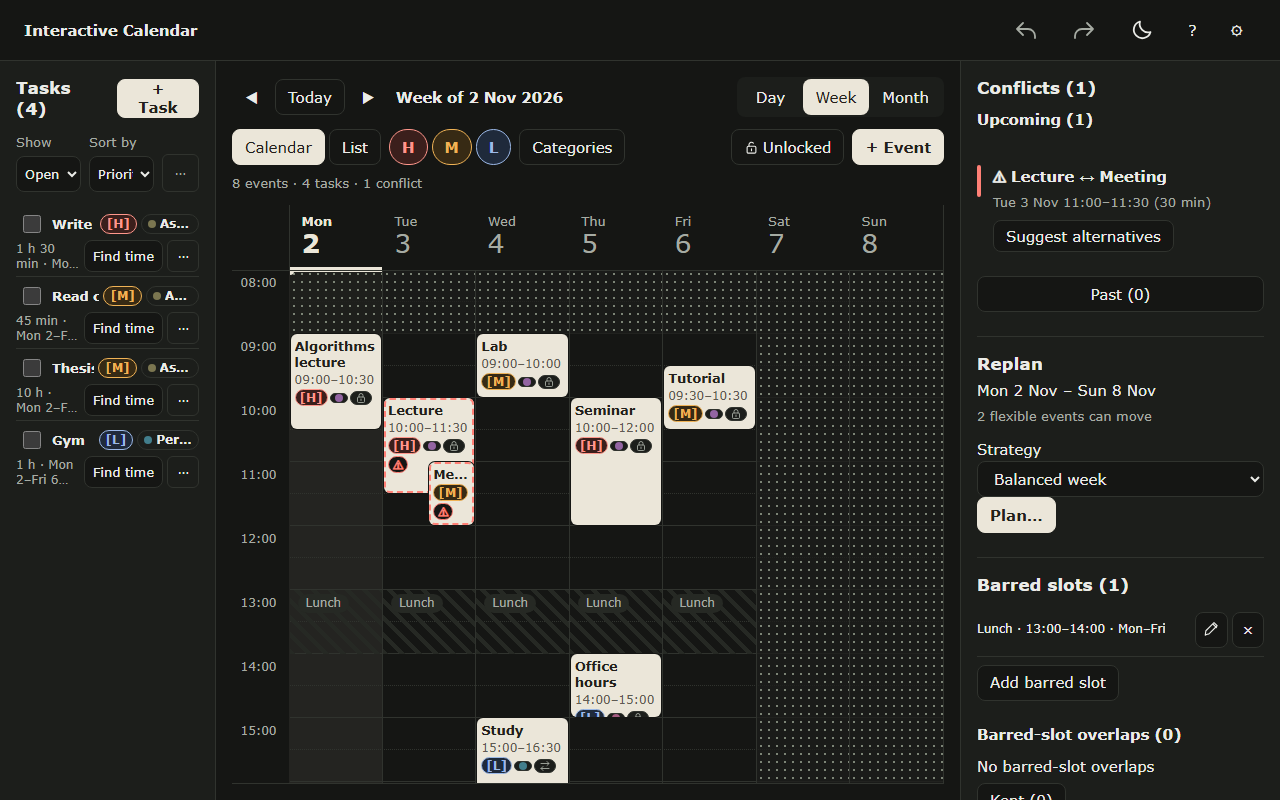 Interactive Calendar
?
Tasks (4)
+ Task
Show
Sort by
Open
Priorit
...
Write
[H]
As...
1 h 30 min · Mo...
Find time
...
Read c
[M]
A...
45 min · Mon 2–F...
Find time
...
Thesis
[M]
As...
10 h · Mon 2–F...
Find time
...
Gym
[L]
Per...
1 h · Mon 2–Fri 6...
Find time
...
Today
Week of 2 Nov 2026
Day
Week
Month
Calendar
List
H
M
L
Categories
Unlocked
+ Event
8 events · 4 tasks · 1 conflict
Mon 2
Tue 3
Wed 4
Thu 5
Fri 6
Sat 7
Sun 8
08:00
09:00
10:00
11:00
12:00
13:00
14:00
15:00
Algorithms lecture
09:00–10:30
[H]
Lecture
10:00–11:30
[H]
Me...
[M]
Lab
09:00–10:00
[M]
Seminar
10:00–12:00
[H]
Tutorial
09:30–10:30
[M]
Lunch
Lunch
Lunch
Lunch
Lunch
Office hours
14:00–15:00
[L]
Study
15:00–16:30
[L]
Conflicts (1)
Upcoming (1)
Lecture ↔ Meeting
Tue 3 Nov 11:00–11:30 (30 min)
Suggest alternatives
Past (0)
Replan
Mon 2 Nov – Sun 8 Nov
2 flexible events can move
Strategy
Balanced week
Plan...
Barred slots (1)
Lunch · 13:00–14:00 · Mon–Fri
×
Add barred slot
Barred-slot overlaps (0)
No barred-slot overlaps
Kept (0)